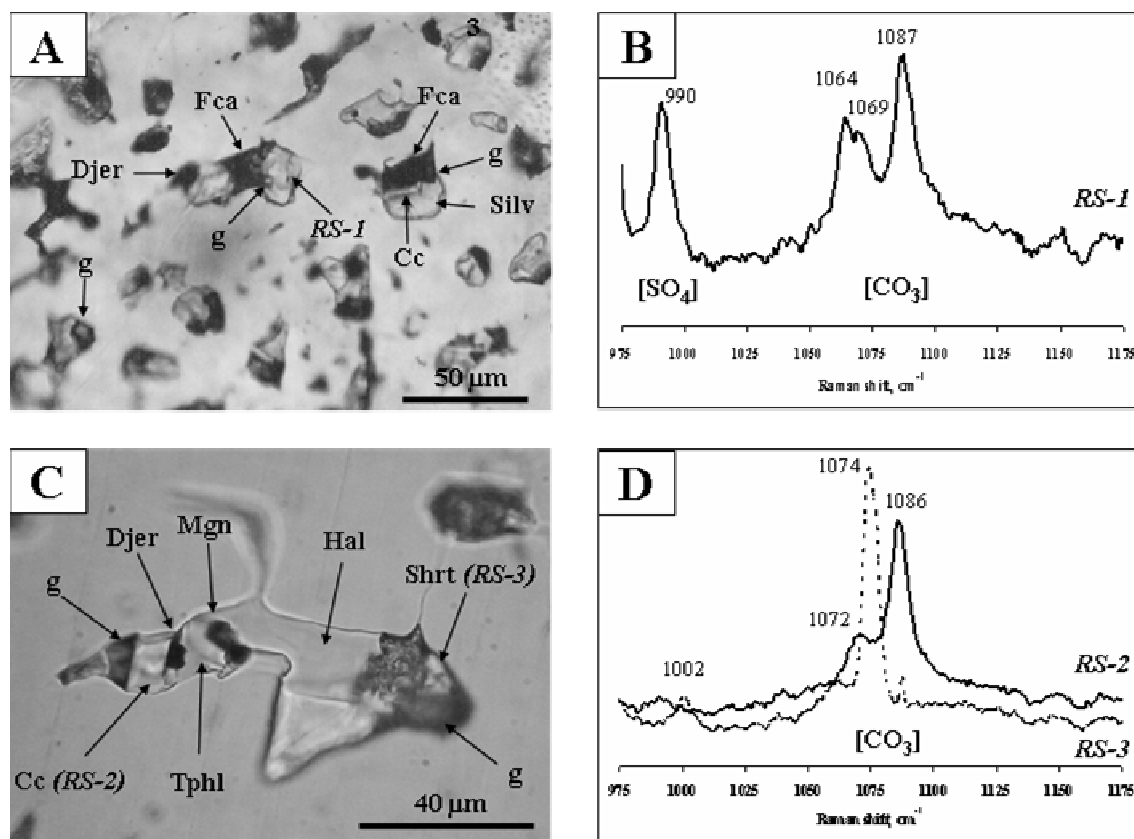 A
3
Fca
Fca
Djer
g
g
RS-1
Silv
Cc
g
50 µm
B
1087
1064
990
1069
RS-1
[SO₄]
[CO₃]
975 1000 1025 1050 1075 1100 1125 1150 1175
Raman shift, cm⁻¹
C
Mgn
Djer
Hal
g
Shrt (RS-3)
Cc (RS-2)
Tphl
g
40 µm
D
1074
1086
1072
1002
RS-2
[CO₃]
RS-3
975 1000 1025 1050 1075 1100 1125 1150 1175
Raman shift, cm⁻¹